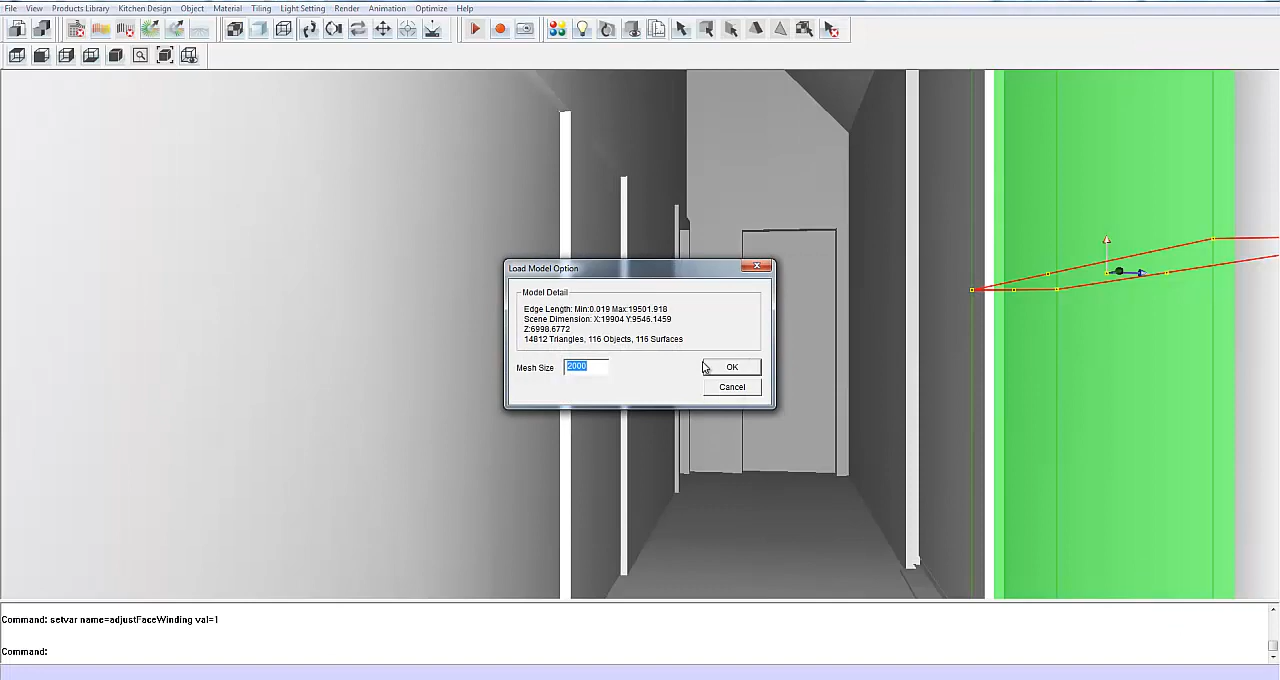 File View Products Library Kitchen Design Object Material Tiling Light Setting Render Animation Optimize Help
Load Model Option
Model Detail
Edge Length: Min:0.019 Max:19501.918
Scene Dimension: X:19904 Y:9546.1459
Z:6998.6772
14812 Triangles, 116 Objects, 116 Surfaces
Mesh Size 2000 OK
Cancel
Command: setvar name=adjustFaceWinding val=1
Command: